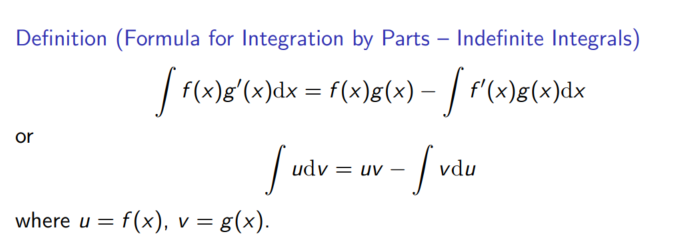 Definition (Formula for Integration by Parts – Indefinite Integrals)
∫ f(x)g′(x)dx = f(x)g(x) − ∫ f′(x)g(x)dx
or
∫ udv = uv − ∫ vdu
where u = f(x), v = g(x).